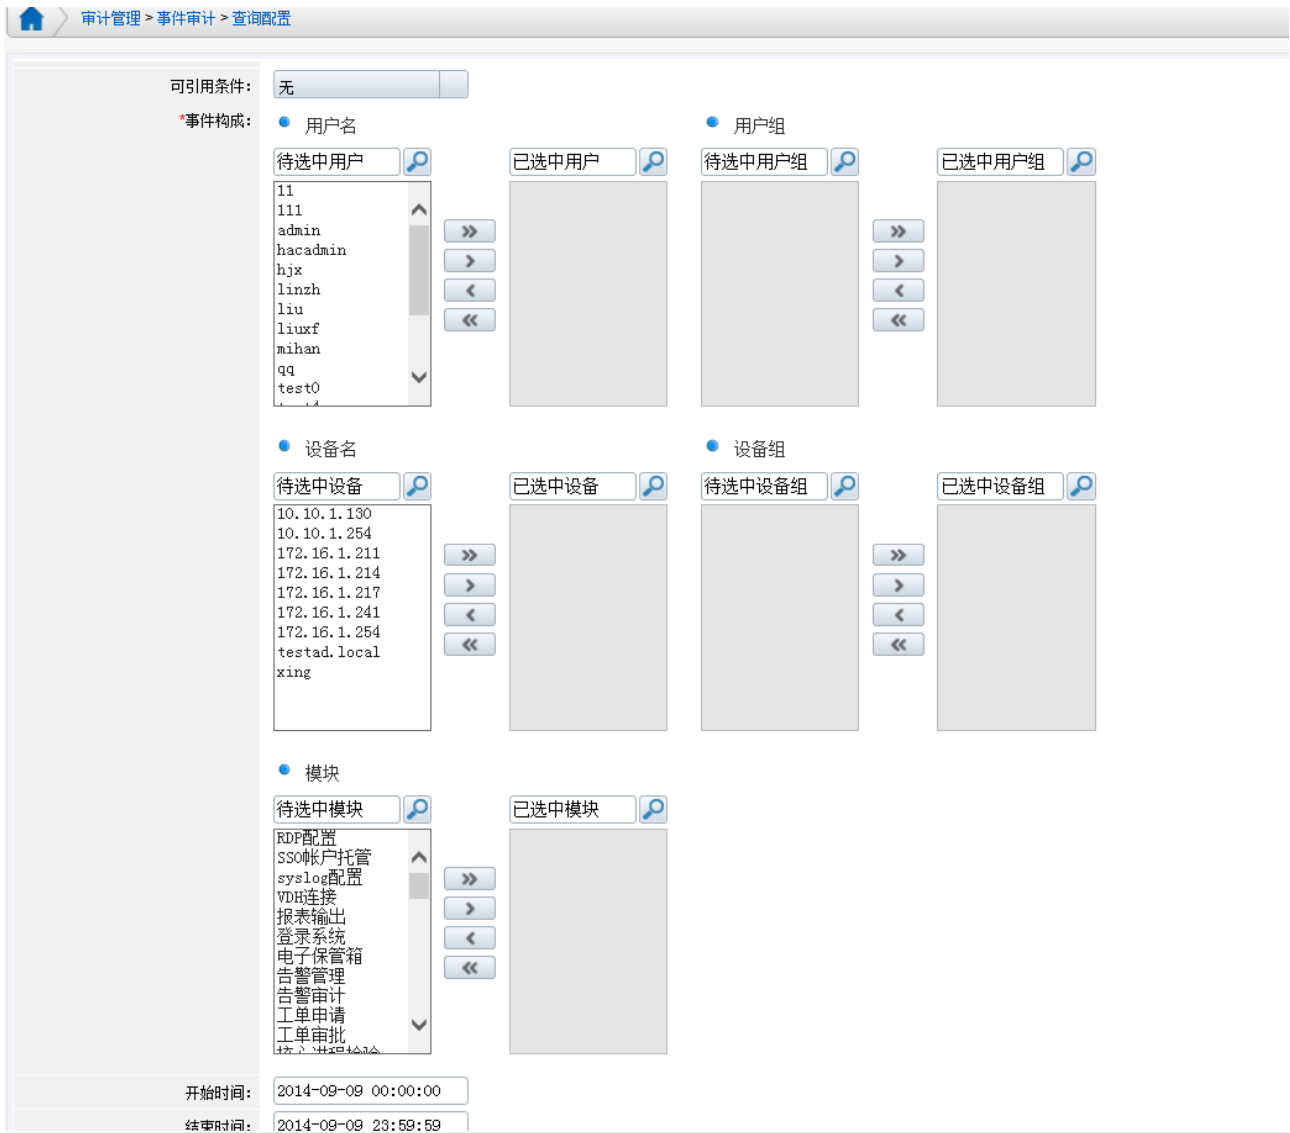 审计管理 > 事件审计 > 查询配置
可引用条件: 无
*事件构成:
用户名 用户组
待选中用户 已选中用户 待选中用户组 已选中用户组
11
111
admin
hacadmin
hjx
linzh
liu
liuxf
mihan
qq
test0
设备名 设备组
待选中设备 已选中设备 待选中设备组 已选中设备组
10.10.1.130
10.10.1.254
172.16.1.211
172.16.1.214
172.16.1.217
172.16.1.241
172.16.1.254
testad.local
xing
模块
待选中模块 已选中模块
RDP配置
SSO帐户托管
syslog配置
VDH连接
报表输出
登录系统
电子保管箱
告警管理
告警审计
工单申请
工单审批
开始时间: 2014-09-09 00:00:00
结束时间: 2014-09-09 23:59:59